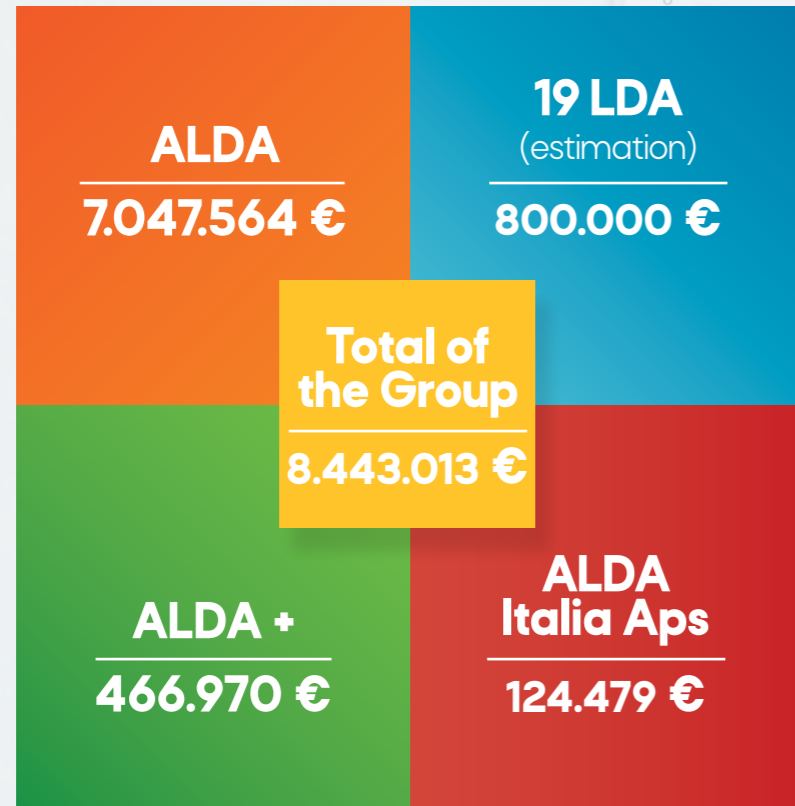 ALDA
7.047.564 €
19 LDA
(estimation)
800.000 €
Total of
the Group
8.443.013 €
ALDA +
466.970 €
ALDA
Italia Aps
124.479 €